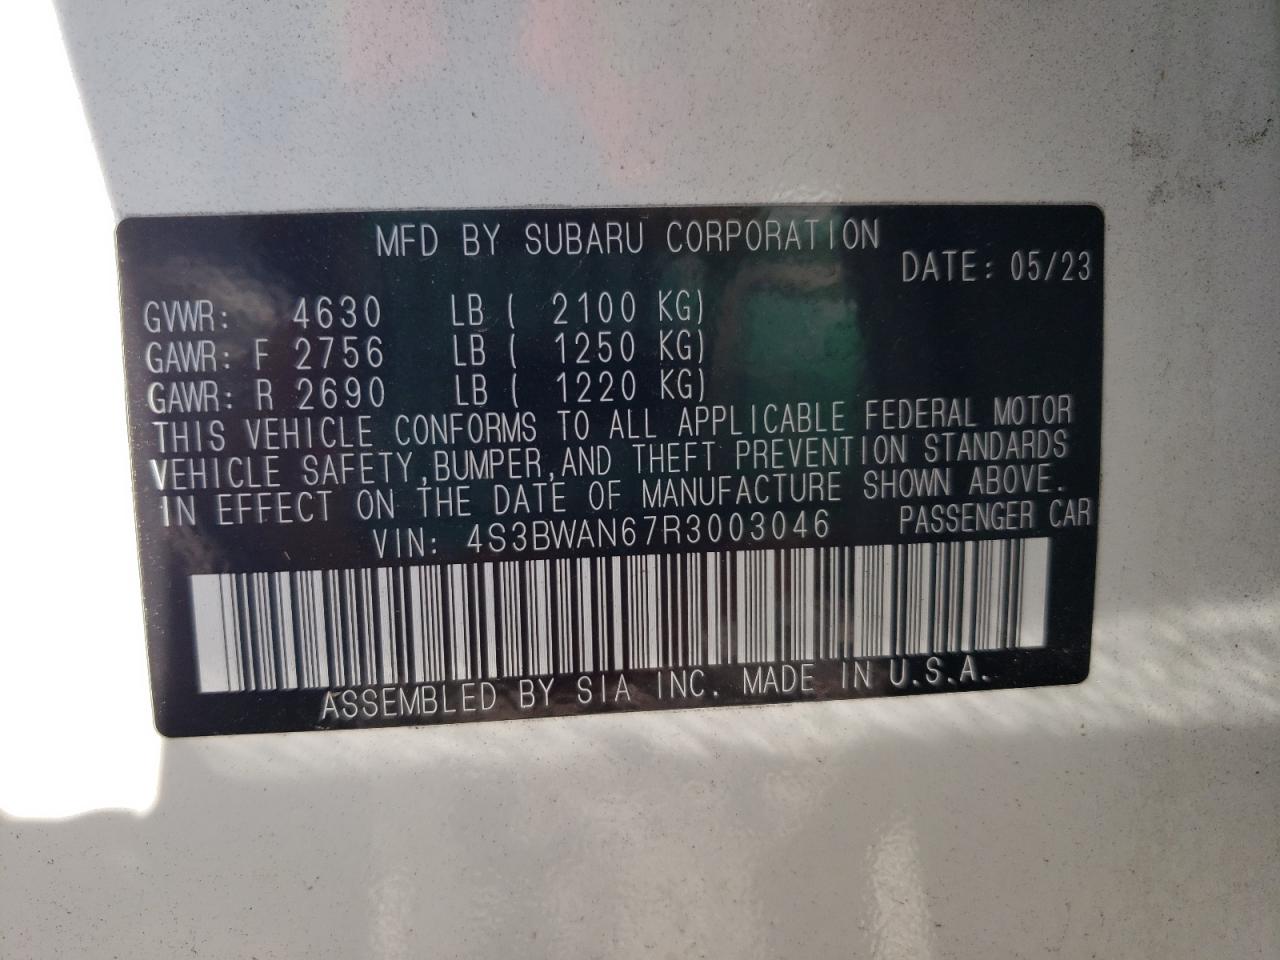 MFD BY SUBARU CORPORATION
DATE: 05/23
GVWR: 4630 LB ( 2100 KG)
GAWR: F 2756 LB ( 1250 KG)
GAWR: R 2690 LB ( 1220 KG)
THIS VEHICLE CONFORMS TO ALL APPLICABLE FEDERAL MOTOR
VEHICLE SAFETY,BUMPER,AND THEFT PREVENTION STANDARDS
IN EFFECT ON THE DATE OF MANUFACTURE SHOWN ABOVE.
VIN: 4S3BWAN67R3003046 PASSENGER CAR
ASSEMBLED BY SIA INC. MADE IN U.S.A.